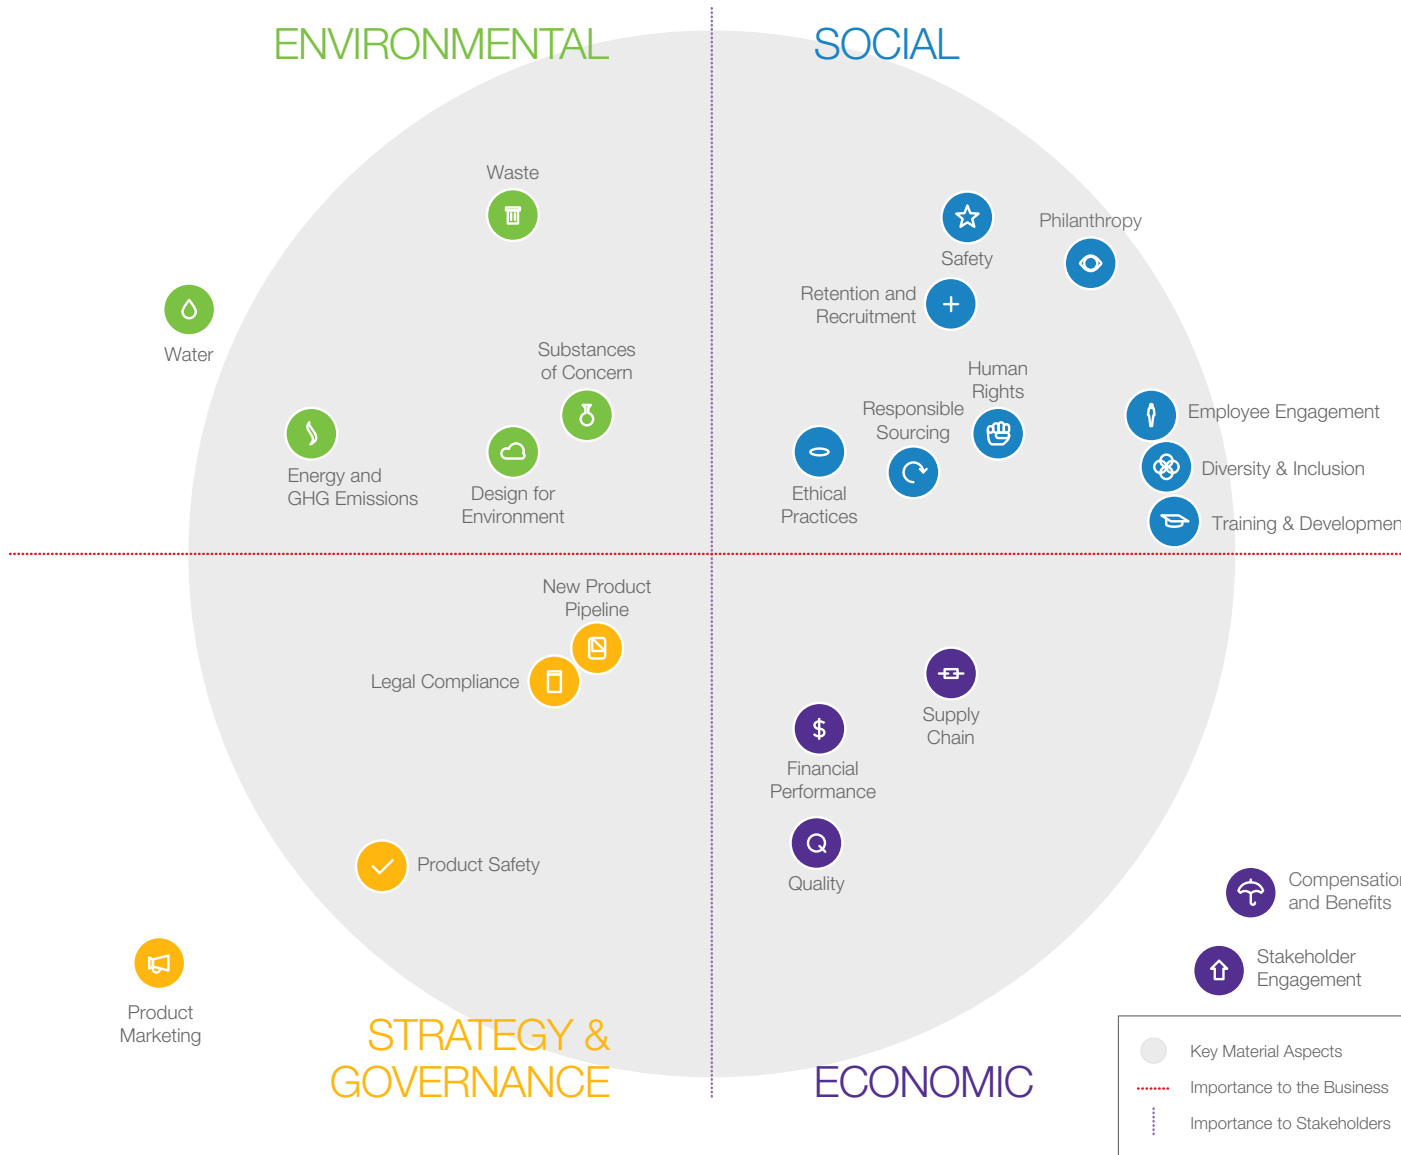 ENVIRONMENTAL
SOCIAL
Waste
Water
Substances
of Concern
Energy and
GHG Emissions
Design for
Environment
Safety
Philanthropy
Retention and
Recruitment
Human
Rights
Responsible
Sourcing
Ethical
Practices
Employee Engagement
Diversity & Inclusion
Training & Developmen
New Product
Pipeline
Legal Compliance
Product Safety
Product
Marketing
STRATEGY &
GOVERNANCE
Supply
Chain
$
Financial
Performance
Q
Quality
Compensation
and Benefits
Stakeholder
Engagement
ECONOMIC
Key Material Aspects
Importance to the Business
Importance to Stakeholders